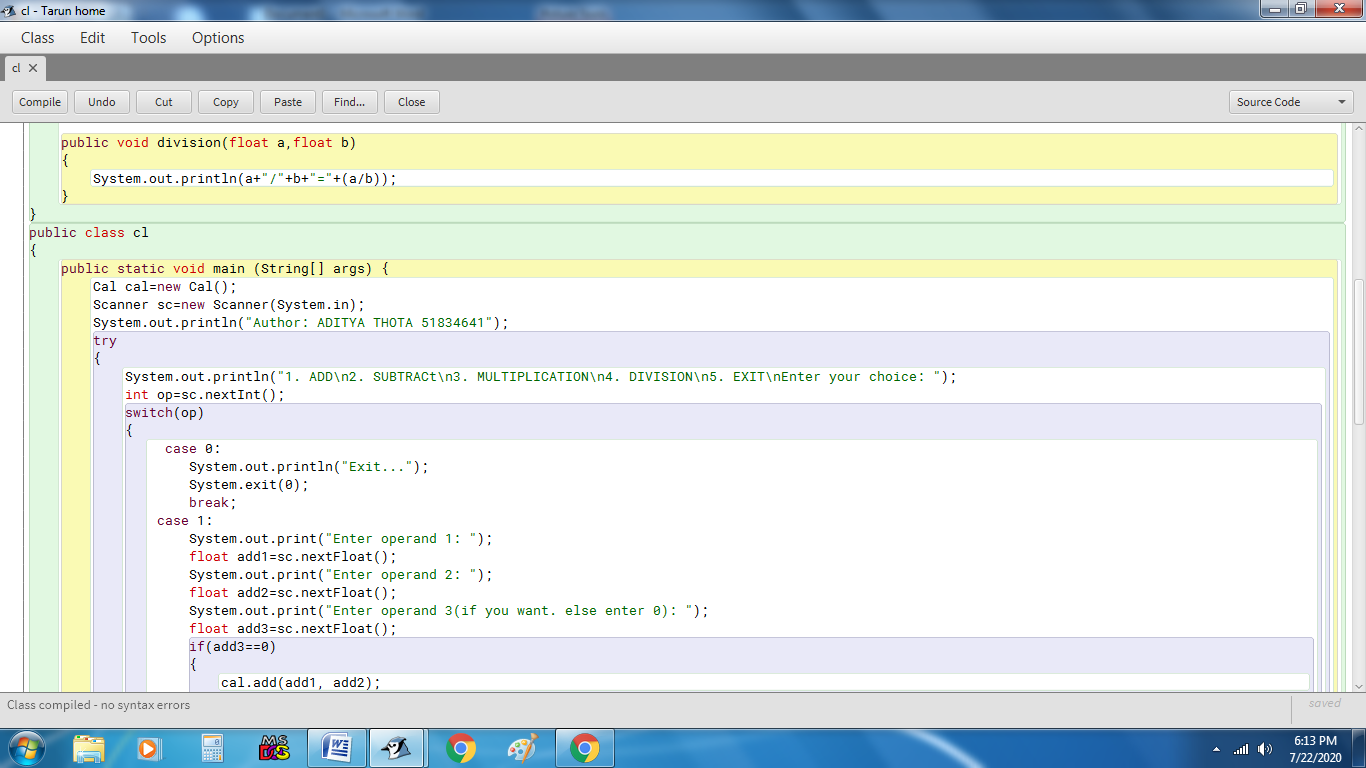 cl - Tarun home
Class Edit Tools Options
cl ✕
Compile Undo Cut Copy Paste Find... Close Source Code
public void division(float a,float b)
{
System.out.println(a+"/"+b+"="+(a/b));
}
}
public class cl
{
public static void main (String[] args) {
Cal cal=new Cal();
Scanner sc=new Scanner(System.in);
System.out.println("Author: ADITYA THOTA 51834641");
try
{
System.out.println("1. ADD\n2. SUBTRACt\n3. MULTIPLICATION\n4. DIVISION\n5. EXIT\nEnter your choice: ");
int op=sc.nextInt();
switch(op)
{
case 0:
System.out.println("Exit...");
System.exit(0);
break;
case 1:
System.out.print("Enter operand 1: ");
float add1=sc.nextFloat();
System.out.print("Enter operand 2: ");
float add2=sc.nextFloat();
System.out.print("Enter operand 3(if you want. else enter 0): ");
float add3=sc.nextFloat();
if(add3==0)
{
cal.add(add1, add2);
Class compiled - no syntax errors
saved
MS DOS
6:13 PM
7/22/2020